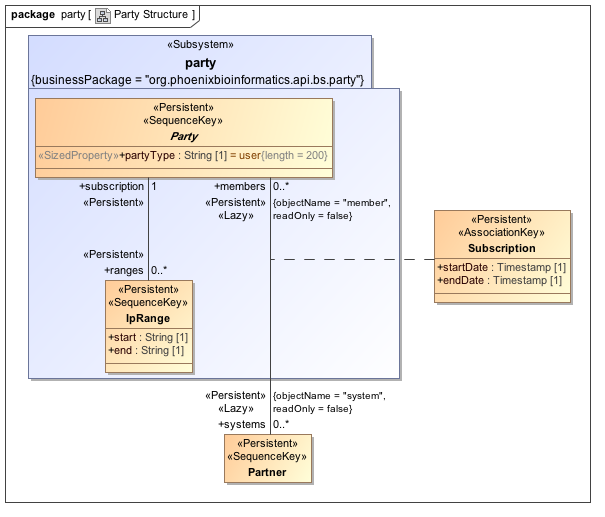 package party [ Party Structure ]
«Subsystem»
party
{businessPackage = "org.phoenixbioinformatics.api.bs.party"}
«Persistent»
«SequenceKey»
Party
«SizedProperty»+partyType : String [1] = user{length = 200}
+subscription 1
«Persistent»
+members 0..*
«Persistent» {objectName = "member",
«Lazy» readOnly = false}
«Persistent»
«AssociationKey»
Subscription
+startDate : Timestamp [1]
+endDate : Timestamp [1]
«Persistent»
+ranges 0..*
«Persistent»
«SequenceKey»
IpRange
+start : String [1]
+end : String [1]
«Persistent» {objectName = "system",
«Lazy» readOnly = false}
+systems 0..*
«Persistent»
«SequenceKey»
Partner